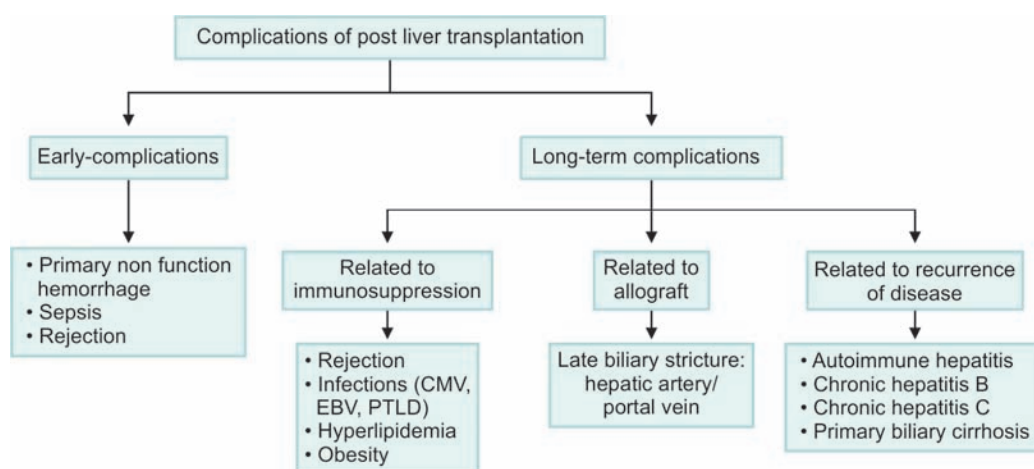 Complications of post liver transplantation
Early-complications
Long-term complications
• Primary non function
hemorrhage
• Sepsis
• Rejection
Related to
immunosuppression
Related to
allograft
Related to recurrence
of disease
• Rejection
• Infections (CMV,
EBV, PTLD)
• Hyperlipidemia
• Obesity
Late biliary stricture:
hepatic artery/
portal vein
• Autoimmune hepatitis
• Chronic hepatitis B
• Chronic hepatitis C
• Primary biliary cirrhosis